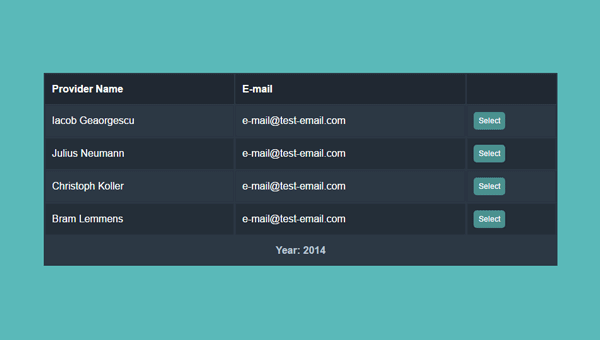 Provider Name E-mail
Iacob Geaorgescu e-mail@test-email.com Select
Julius Neumann e-mail@test-email.com Select
Christoph Koller e-mail@test-email.com Select
Bram Lemmens e-mail@test-email.com Select
Year: 2014